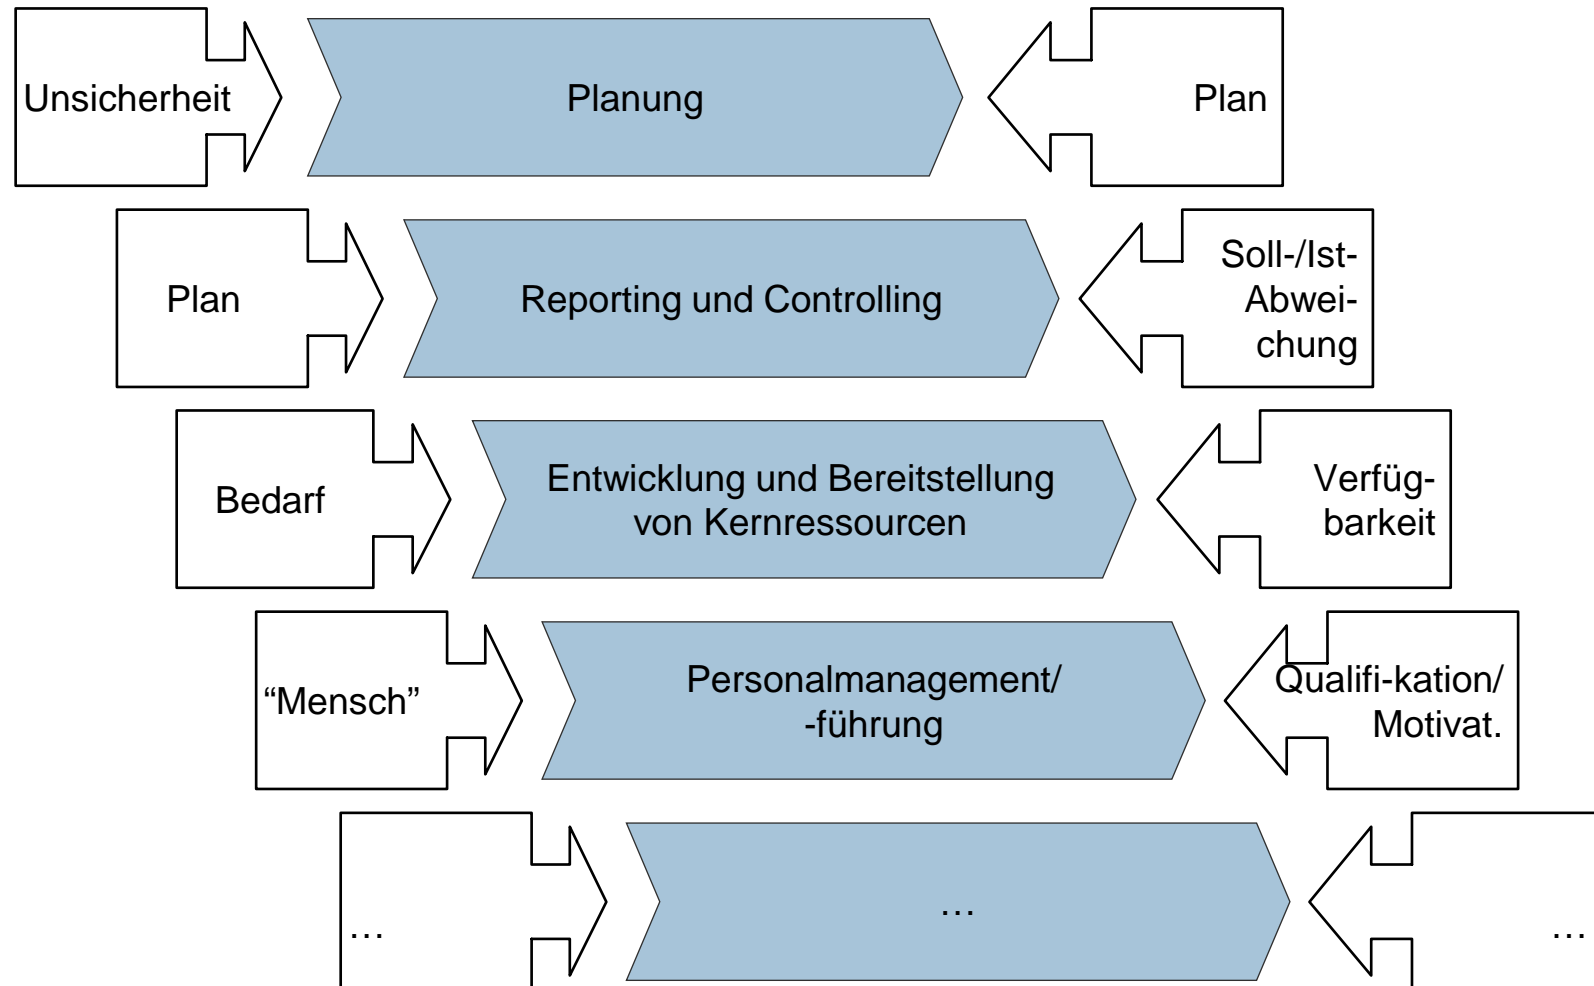 Unsicherheit
Planung
Plan
Plan
Reporting und Controlling
Soll-/Ist-
Abwei-
chung
Bedarf
Entwicklung und Bereitstellung
von Kernressourcen
Verfüg-
barkeit
“Mensch”
Personalmanagement/
-führung
Qualifi-kation/
Motivat.
…
…
…